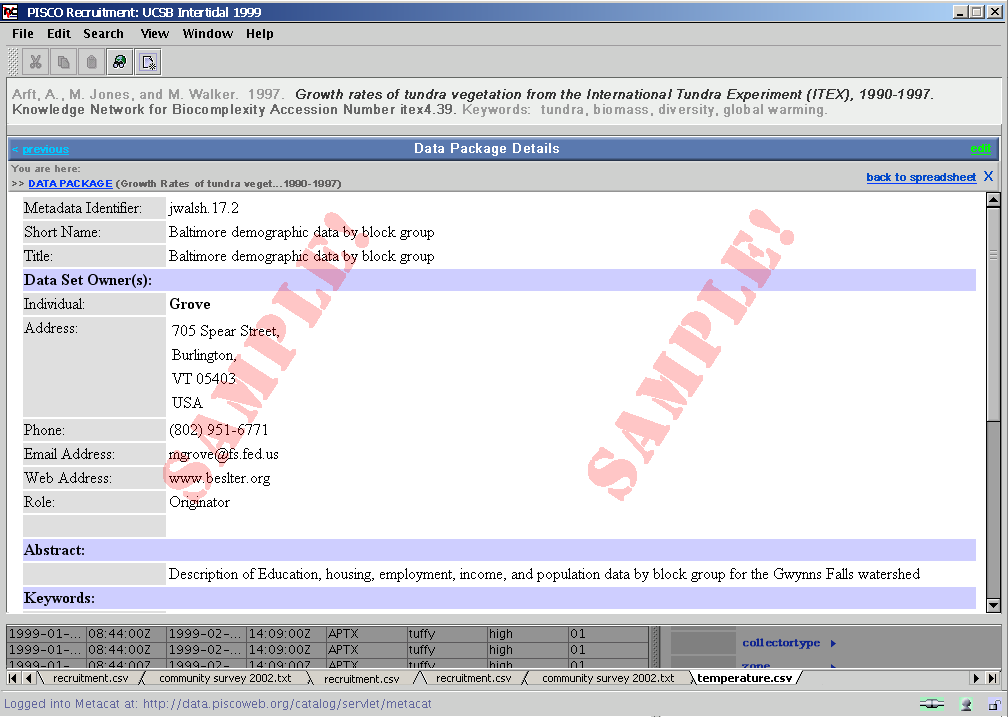 PISCO Recruitment: UCSB Intertidal 1999
File Edit Search View Window Help
Arft, A., M. Jones, and M. Walker. 1997. Growth rates of tundra vegetation from the International Tundra Experiment (ITEX), 1990-1997.
Knowledge Network for Biocomplexity Accession Number itex4.39. Keywords: tundra, biomass, diversity, global warming.
< previous Data Package Details edit
You are here:
>> DATA PACKAGE (Growth Rates of tundra veget...1990-1997) back to spreadsheet X
Metadata Identifier: jwalsh.17.2
Short Name: Baltimore demographic data by block group
Title: Baltimore demographic data by block group
Data Set Owner(s):
Individual: Grove
Address: 705 Spear Street,
Burlington,
VT 05403
USA
Phone: (802) 951-6771
Email Address: mgrove@fs.fed.us
Web Address: www.beslter.org
Role: Originator
SAMPLE! SAMPLE!
Abstract:
Description of Education, housing, employment, income, and population data by block group for the Gwynns Falls watershed
Keywords:
1999-01-... 08:44:00Z 1999-02-... 14:09:00Z APTX tuffy high 01
1999-01-... 08:44:00Z 1999-02-... 14:09:00Z APTX tuffy high 01 collectortype
1999-01-... 08:44:00Z 1999-02-... 14:09:00Z APTX tuffy high 01 zone
recruitment.csv community survey 2002.txt recruitment.csv recruitment.csv community survey 2002.txt temperature.csv
Logged into Metacat at: http://data.piscoweb.org/catalog/servlet/metacat